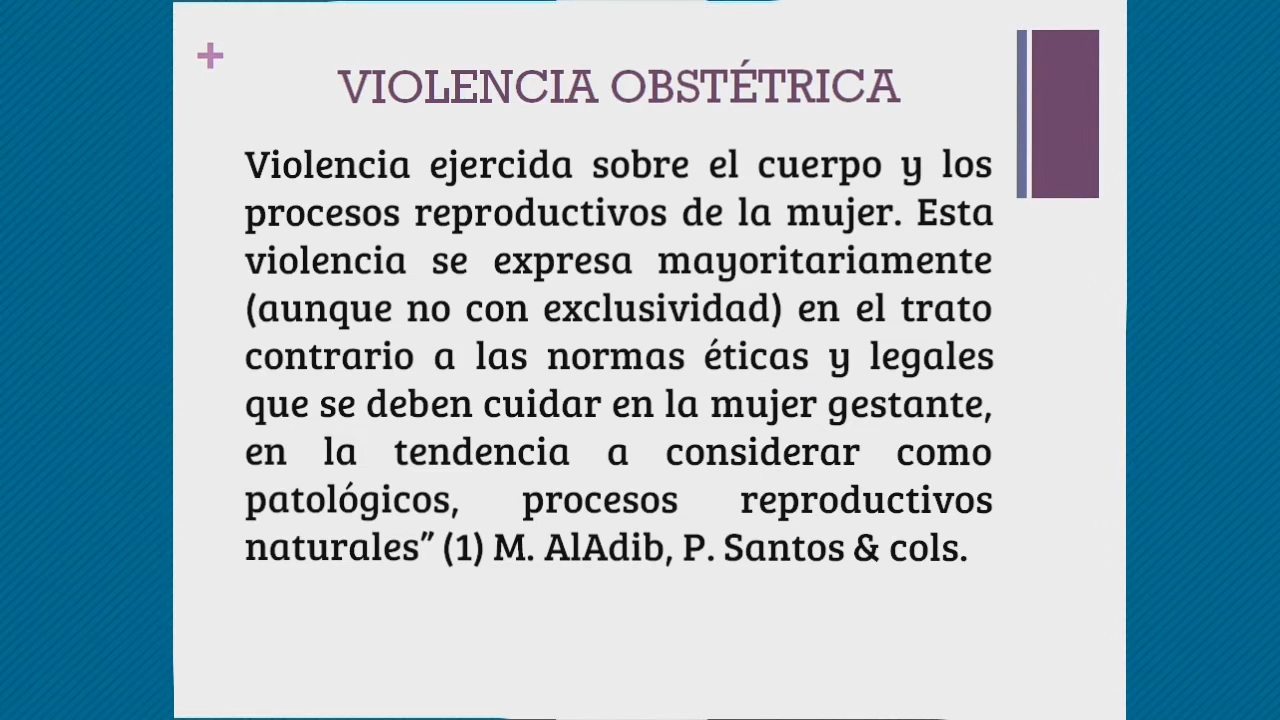 VIOLENCIA OBSTÉTRICA
Violencia ejercida sobre el cuerpo y los
procesos reproductivos de la mujer. Esta
violencia se expresa mayoritariamente
(aunque no con exclusividad) en el trato
contrario a las normas éticas y legales
que se deben cuidar en la mujer gestante,
en la tendencia a considerar como
patológicos, procesos reproductivos
naturales” (1) M. AlAdib, P. Santos & cols.